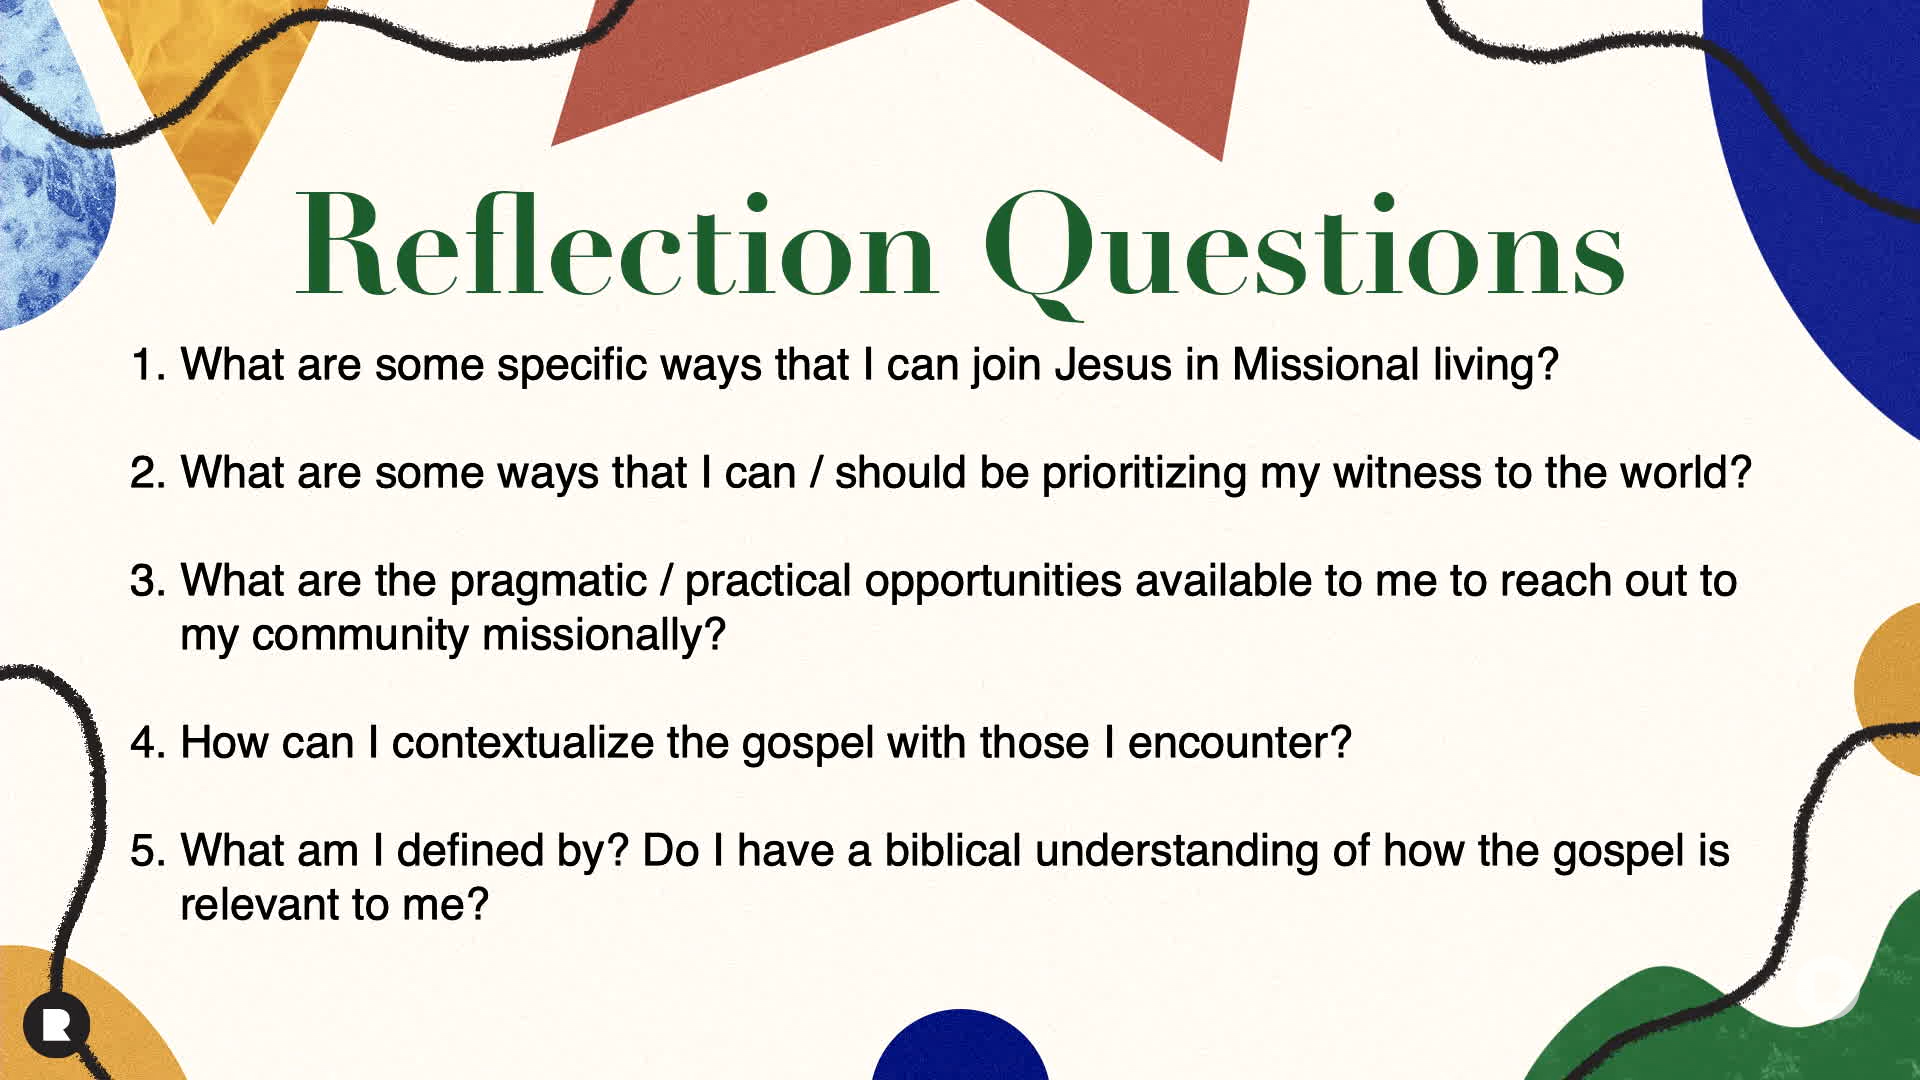 Reflection Questions
1. What are some specific ways that I can join Jesus in Missional living?
2. What are some ways that I can / should be prioritizing my witness to the world?
3. What are the pragmatic / practical opportunities available to me to reach out to
my community missionally?
4. How can I contextualize the gospel with those I encounter?
5. What am I defined by? Do I have a biblical understanding of how the gospel is
relevant to me?
R